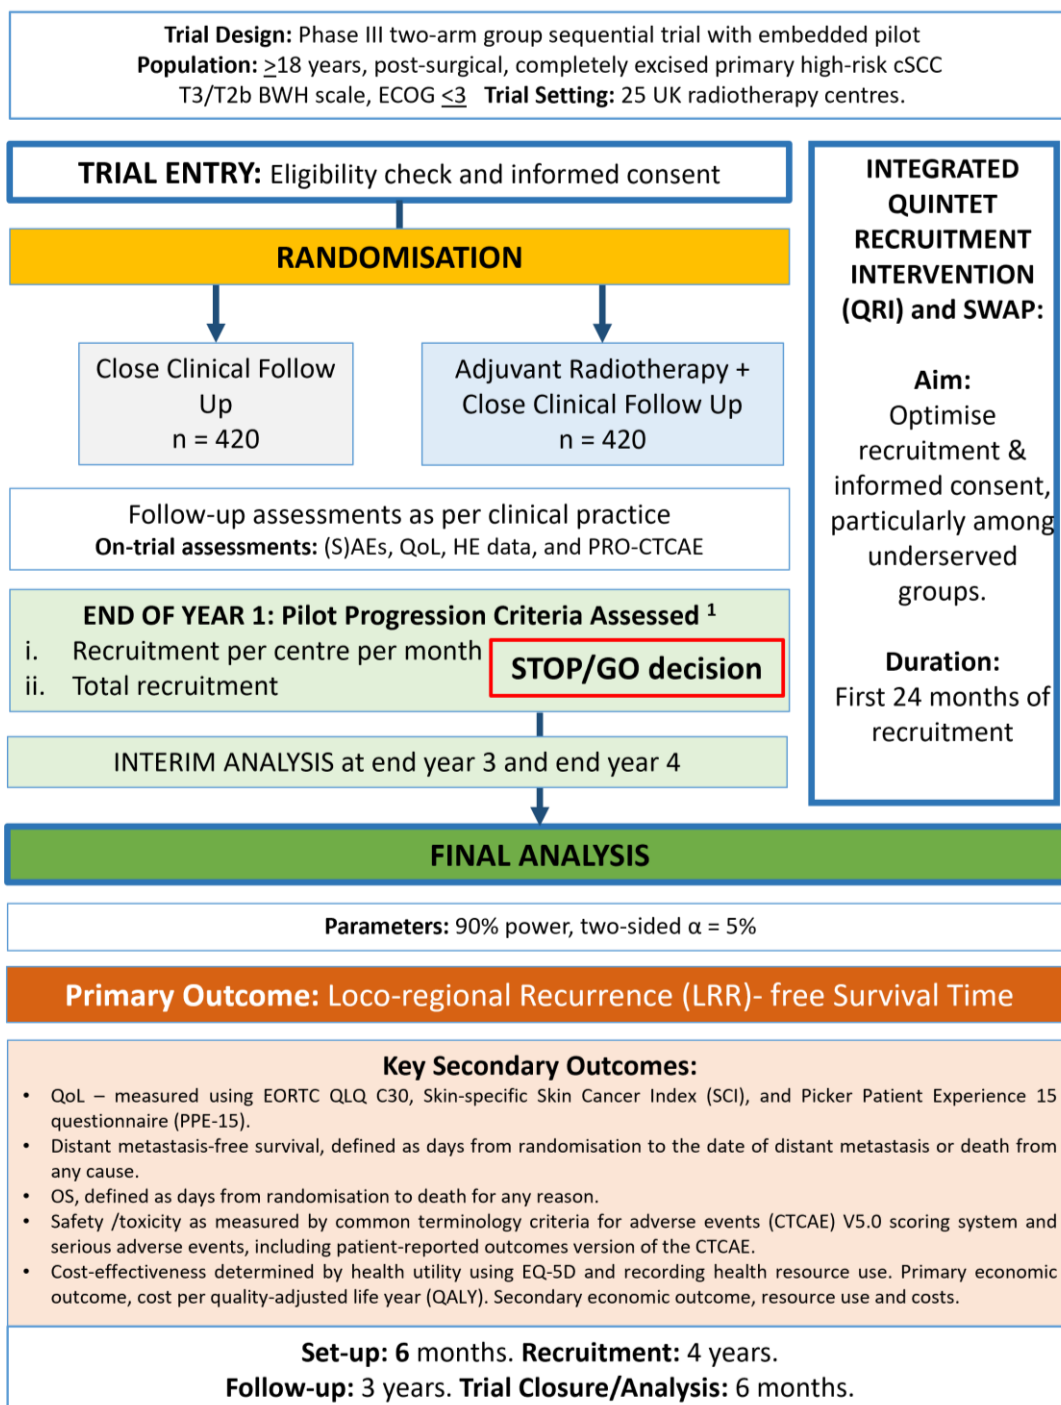 Trial Design: Phase III two-arm group sequential trial with embedded pilot
Population: ≥18 years, post-surgical, completely excised primary high-risk cSCC
T3/T2b BWH scale, ECOG ≤3 Trial Setting: 25 UK radiotherapy centres.
TRIAL ENTRY: Eligibility check and informed consent
RANDOMISATION
Close Clinical Follow
Up
n = 420
Adjuvant Radiotherapy +
Close Clinical Follow Up
n = 420
Follow-up assessments as per clinical practice
On-trial assessments: (S)AEs, QoL, HE data, and PRO-CTCAE
END OF YEAR 1: Pilot Progression Criteria Assessed 1
i. Recruitment per centre per month
ii. Total recruitment
STOP/GO decision
INTERIM ANALYSIS at end year 3 and end year 4
INTEGRATED
QUINTET
RECRUITMENT
INTERVENTION
(QRI) and SWAP:
Aim:
Optimise
recruitment &
informed consent,
particularly among
underserved
groups.
Duration:
First 24 months of
recruitment
FINAL ANALYSIS
Parameters: 90% power, two-sided α = 5%
Primary Outcome: Loco-regional Recurrence (LRR)- free Survival Time
Key Secondary Outcomes:
• QoL – measured using EORTC QLQ C30, Skin-specific Skin Cancer Index (SCI), and Picker Patient Experience 15
questionnaire (PPE-15).
• Distant metastasis-free survival, defined as days from randomisation to the date of distant metastasis or death from
any cause.
• OS, defined as days from randomisation to death for any reason.
• Safety /toxicity as measured by common terminology criteria for adverse events (CTCAE) V5.0 scoring system and
serious adverse events, including patient-reported outcomes version of the CTCAE.
• Cost-effectiveness determined by health utility using EQ-5D and recording health resource use. Primary economic
outcome, cost per quality-adjusted life year (QALY). Secondary economic outcome, resource use and costs.
Set-up: 6 months. Recruitment: 4 years.
Follow-up: 3 years. Trial Closure/Analysis: 6 months.